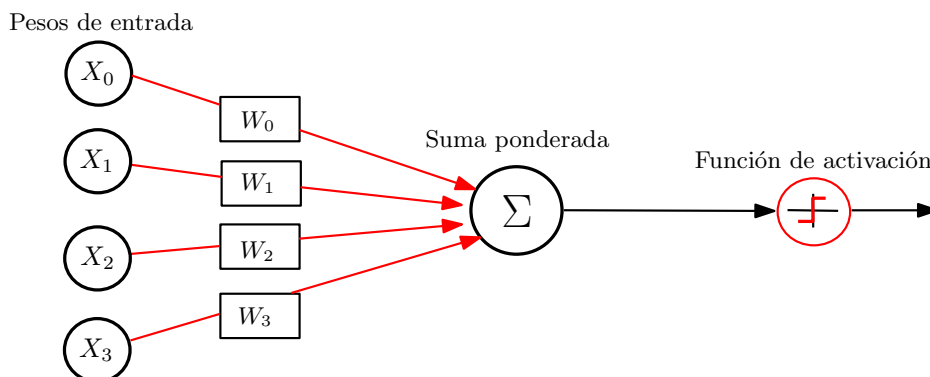 Pesos de entrada
X₀
W₀
X₁
W₁
Suma ponderada
Función de activación
∑
X₂
W₂
X₃
W₃